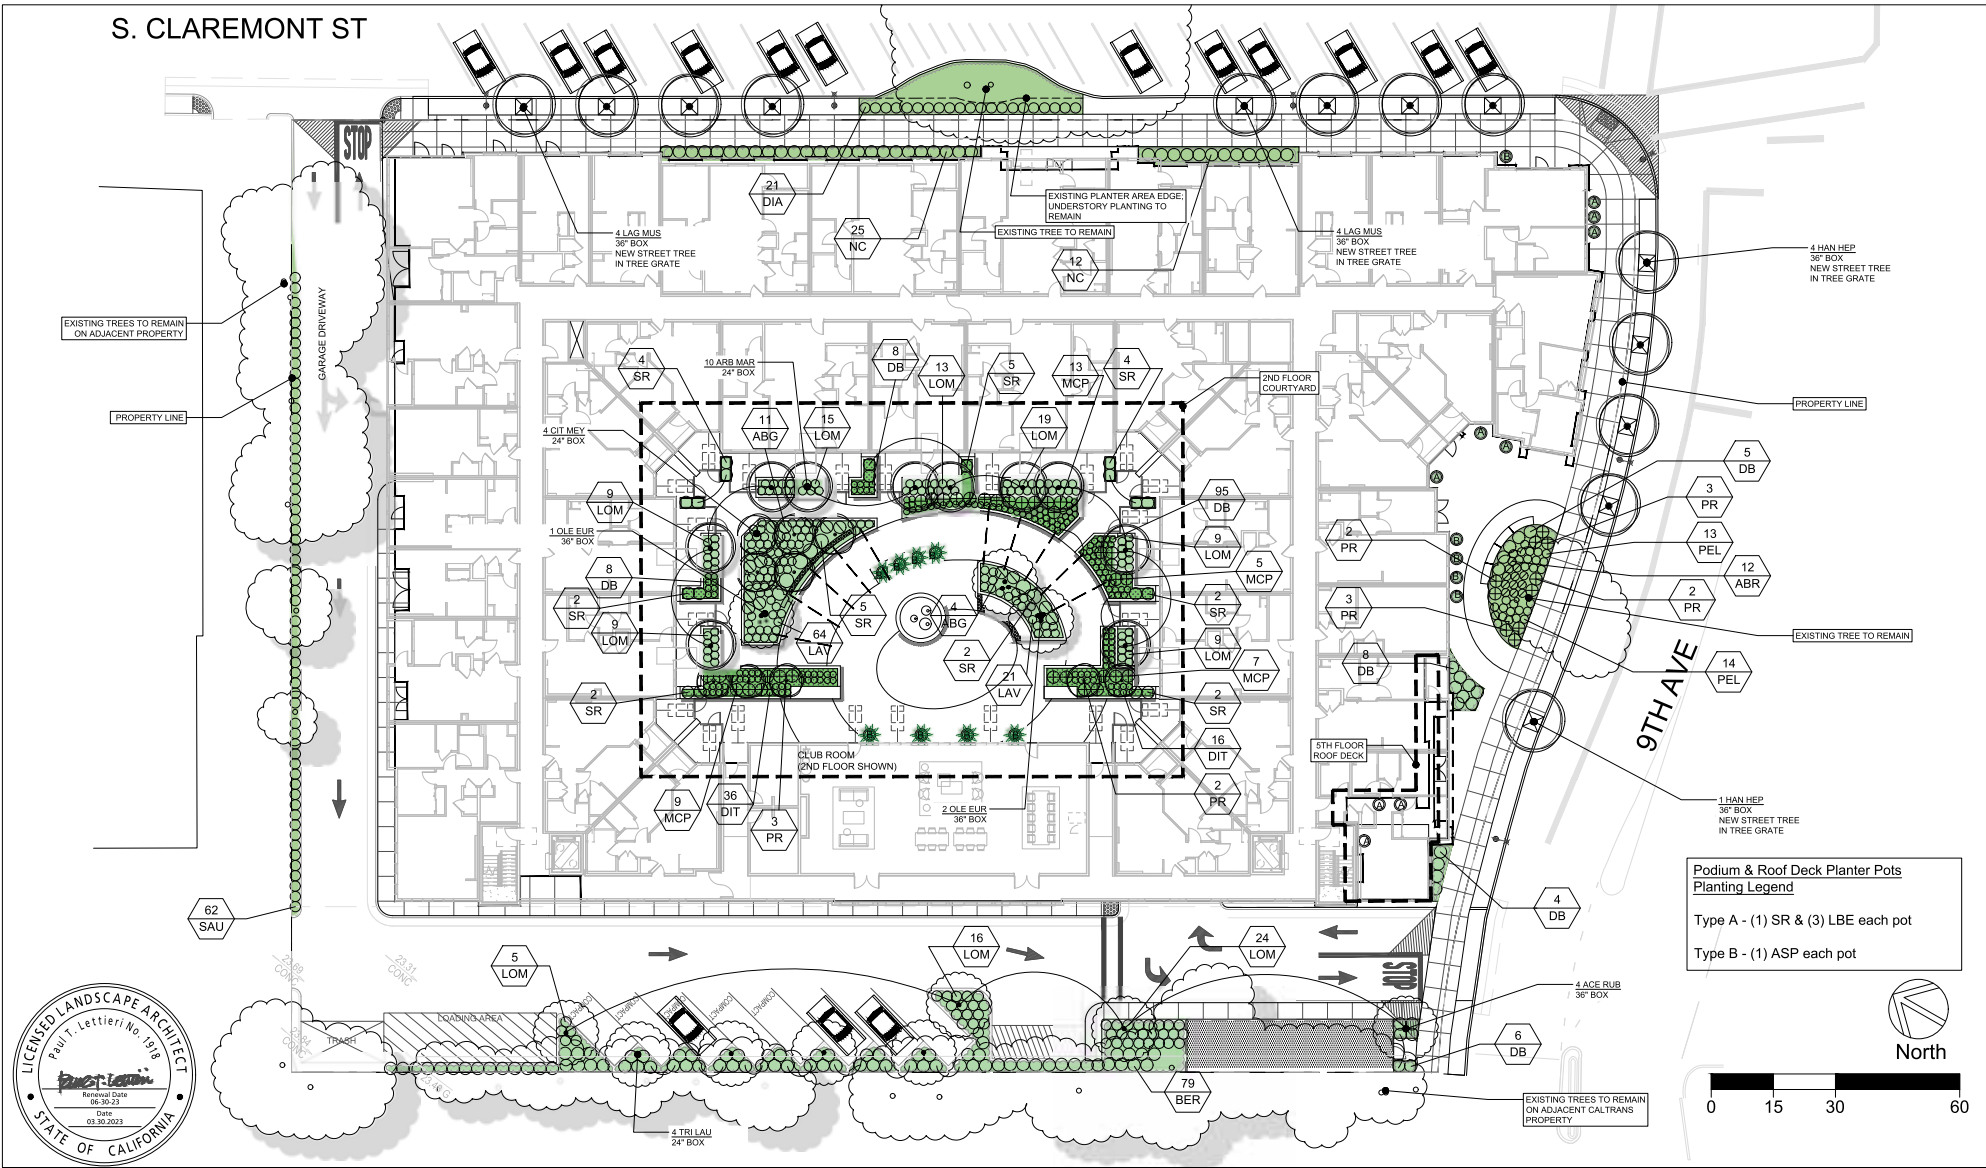 S. CLAREMONT ST
STOP
21
DIA
25
NC
12
NC
EXISTING PLANTER AREA EDGE;
UNDERSTORY PLANTING TO
REMAIN
EXISTING TREE TO REMAIN
4 LAG MUS
36" BOX
NEW STREET TREE
IN TREE GRATE
4 LAG MUS
36" BOX
NEW STREET TREE
IN TREE GRATE
4 HAN HEP
36" BOX
NEW STREET TREE
IN TREE GRATE
B
A
A
A
EXISTING TREES TO REMAIN
ON ADJACENT PROPERTY
GARAGE DRIVEWAY
PROPERTY LINE
PROPERTY LINE
4
SR
10 ARB MAR
24" BOX
8
DB
13
LOM
5
SR
13
MCP
4
SR
2ND FLOOR
COURTYARD
4 CIT MEY
24" BOX
11
ABG
15
LOM
19
LOM
A
A
A
5
DB
9
LOM
95
DB
3
PR
1 OLE EUR
36" BOX
9
LOM
2
PR
13
PEL
B
B
B
B
8
DB
5
MCP
12
ABR
2
SR
2
SR
3
PR
2
PR
9
LOM
64
LAV
5
SR
4
ABG
9
LOM
EXISTING TREE TO REMAIN
2
SR
21
LAV
7
MCP
8
DB
14
PEL
2
SR
2
SR
9TH AVE
B
B
B
B
16
DIT
CLUB ROOM
(2ND FLOOR SHOWN)
5TH FLOOR
ROOF DECK
9
MCP
36
DIT
3
PR
2 OLE EUR
36" BOX
2
PR
A
A
A
1 HAN HEP
36" BOX
NEW STREET TREE
IN TREE GRATE
Podium & Roof Deck Planter Pots
Planting Legend
Type A - (1) SR & (3) LBE each pot
Type B - (1) ASP each pot
62
SAU
4
DB
5
LOM
16
LOM
24
LOM
STOP
23.69
CONC
23.31
CONC
4 ACE RUB
36" BOX
LOADING AREA
TRASH
COMPACT
COMPACT
COMPACT
COMPACT
COMPACT
6
DB
79
BER
4 TRI LAU
24" BOX
EXISTING TREES TO REMAIN
ON ADJACENT CALTRANS
PROPERTY
North
0 15 30 60
LICENSED LANDSCAPE ARCHITECT
Paul T. Lettieri No. 1918
Renewal Date
06-30-23
Date
03.30.2023
STATE OF CALIFORNIA